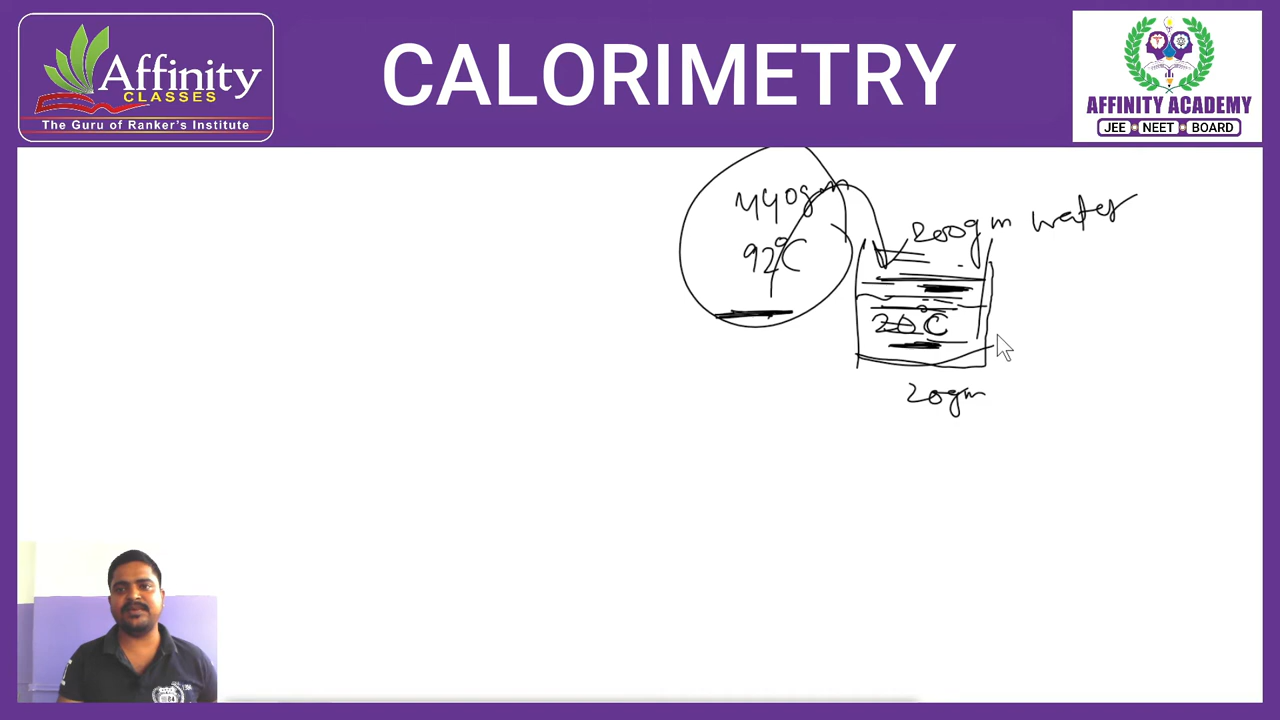 Affinity
CLASSES
The Guru of Ranker's Institute
CALORIMETRY
AFFINITY ACADEMY
JEE NEET BOARD
440gm
92°C
200gm water
20°C
20gm